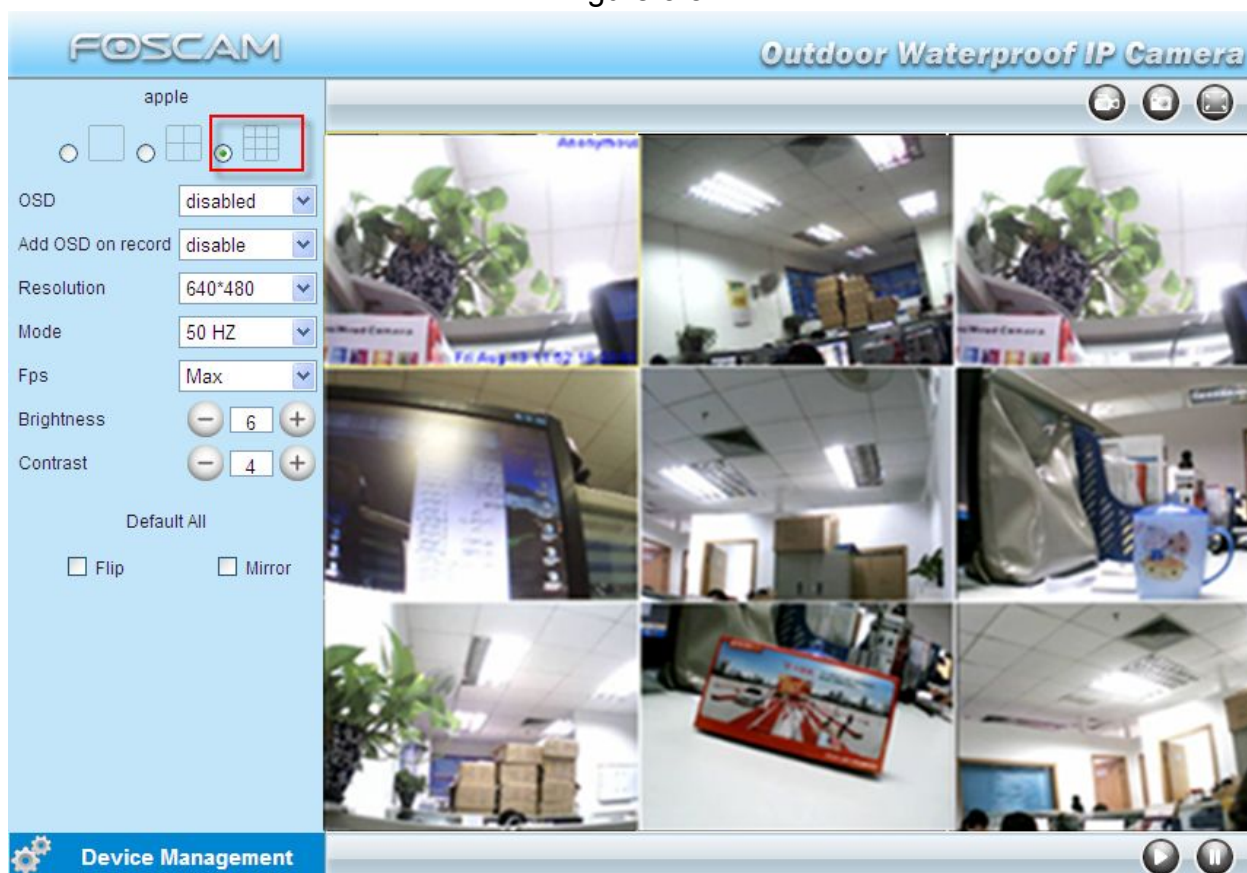 FOSCAM
Outdoor Waterproof IP Camera
apple
OSD disabled
Add OSD on record disable
Resolution 640*480
Mode 50 HZ
Fps Max
Brightness 6
Contrast 4
Default All
Flip Mirror
Anonymous
Device Management